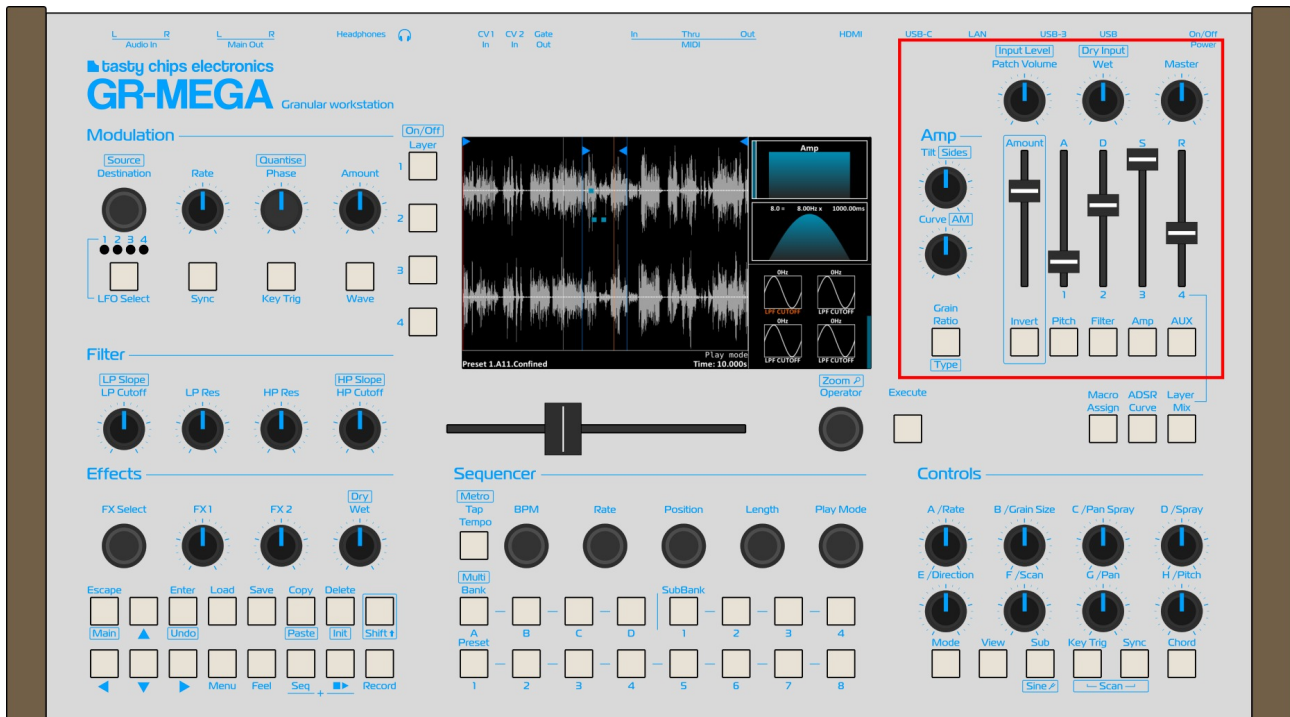 L R
Audio In
L R
Main Out
Headphones
CV1 CV2 Gate
In In Out
In Thru Out
MIDI
HDMI
USB-C
LAN
USB-3
USB
On/Off
Power
tasty chips electronics
GR-MEGA Granular workstation
Input Level
Patch Volume
Dry Input
Wet
Master
Modulation
Source
Destination
Rate
Quantise
Phase
Amount
1 2 3 4
LFO Select
Sync
Key Trig
Wave
On/Off
Layer
1
2
3
4
Amp
8.0 = 8.00Hz x 1000.00ms
0Hz
LPF CUTOFF
0Hz
LPF CUTOFF
0Hz
LPF CUTOFF
0Hz
LPF CUTOFF
Play mode
Preset 1.A11.Confined
Time: 10.000s
Amp
Tilt Sides
Curve AM
Grain
Ratio
Type
Amount A D S R
1 2 3 4
Invert Pitch Filter Amp AUX
Filter
LP Slope
LP Cutoff
LP Res
HP Res
HP Slope
HP Cutoff
Zoom
Operator
Execute
Macro
Assign
ADSR
Curve
Layer
Mix
Effects
FX Select
FX 1
FX 2
Dry
Wet
Escape Enter Load Save Copy Delete
Main Undo Paste Init Shift
Menu Feel Seq + Record
Sequencer
Metro
Tap
Tempo
BPM
Rate
Position
Length
Play Mode
Multi
Bank
SubBank
A B C D 1 2 3 4
Preset
1 2 3 4 5 6 7 8
Controls
A /Rate
B /Grain Size
C /Pan Spray
D /Spray
E /Direction
F /Scan
G /Pan
H /Pitch
Mode View Sub Key Trig Sync Chord
Sine
Scan